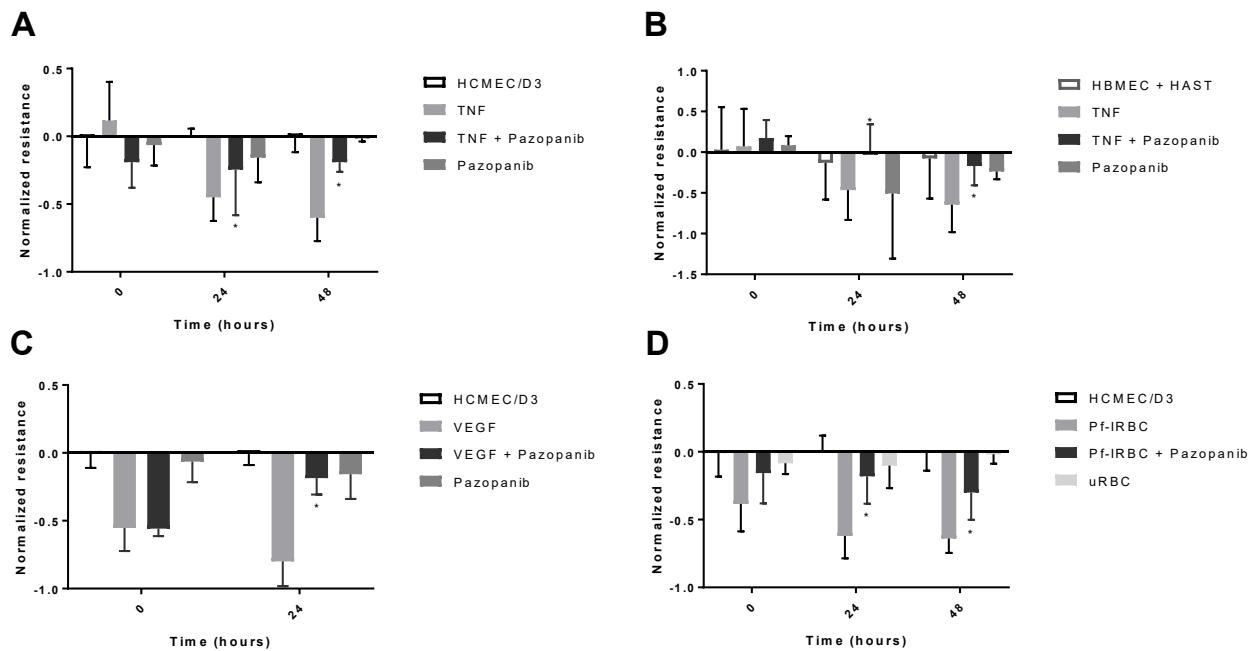 A
Normalized resistance
0.5
0.0
-0.5
-1.0
0
24
48
Time (hours)
HCMEC/D3
TNF
TNF + Pazopanib
Pazopanib
*
*
B
Normalized resistance
1.0
0.5
0.0
-0.5
-1.0
-1.5
0
24
48
Time (hours)
HBMEC + HAST
TNF
TNF + Pazopanib
Pazopanib
*
*
C
Normalized resistance
0.5
0.0
-0.5
-1.0
0
24
Time (hours)
HCMEC/D3
VEGF
VEGF + Pazopanib
Pazopanib
*
D
Normalized resistance
0.5
0.0
-0.5
-1.0
0
24
48
Time (hours)
HCMEC/D3
Pf-IRBC
Pf-IRBC + Pazopanib
uRBC
*
*